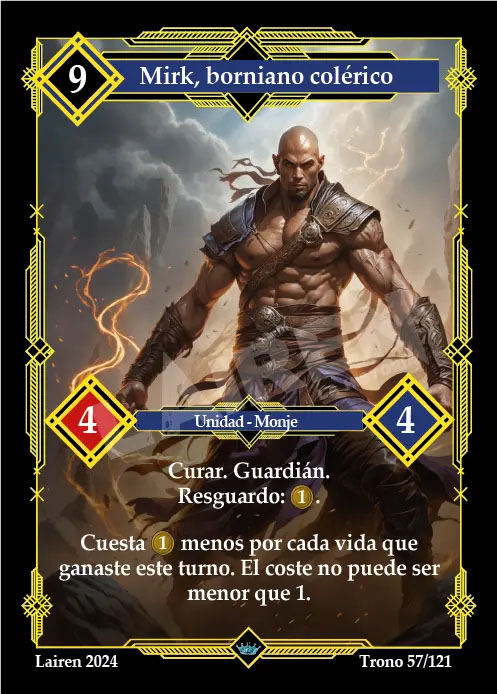 9
Mirk, borniano colérico
4
Unidad - Monje
4
Curar. Guardián.
Resguardo: 1.
Cuesta 1 menos por cada vida que
ganaste este turno. El coste no puede ser
menor que 1.
Lairen 2024
Trono 57/121